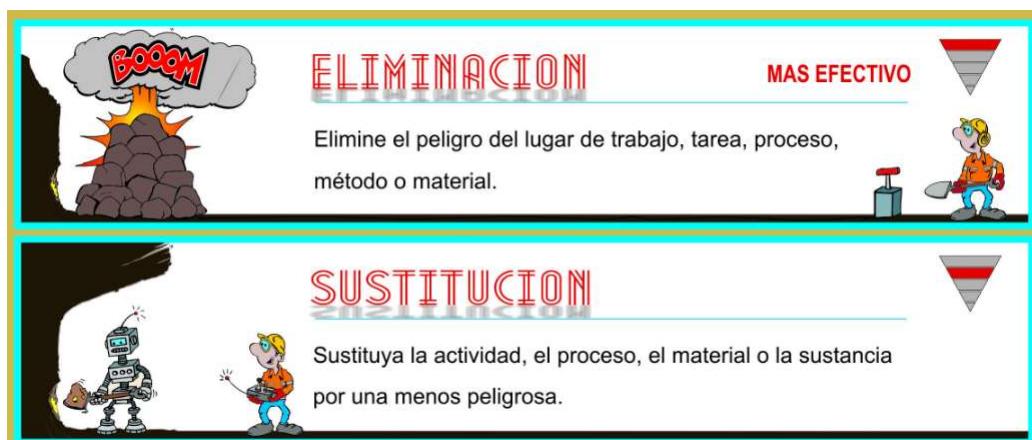 BOOOM
ELIMINACION
MAS EFECTIVO
Elimine el peligro del lugar de trabajo, tarea, proceso,
método o material.
SUSTITUCION
Sustituya la actividad, el proceso, el material o la sustancia
por una menos peligrosa.